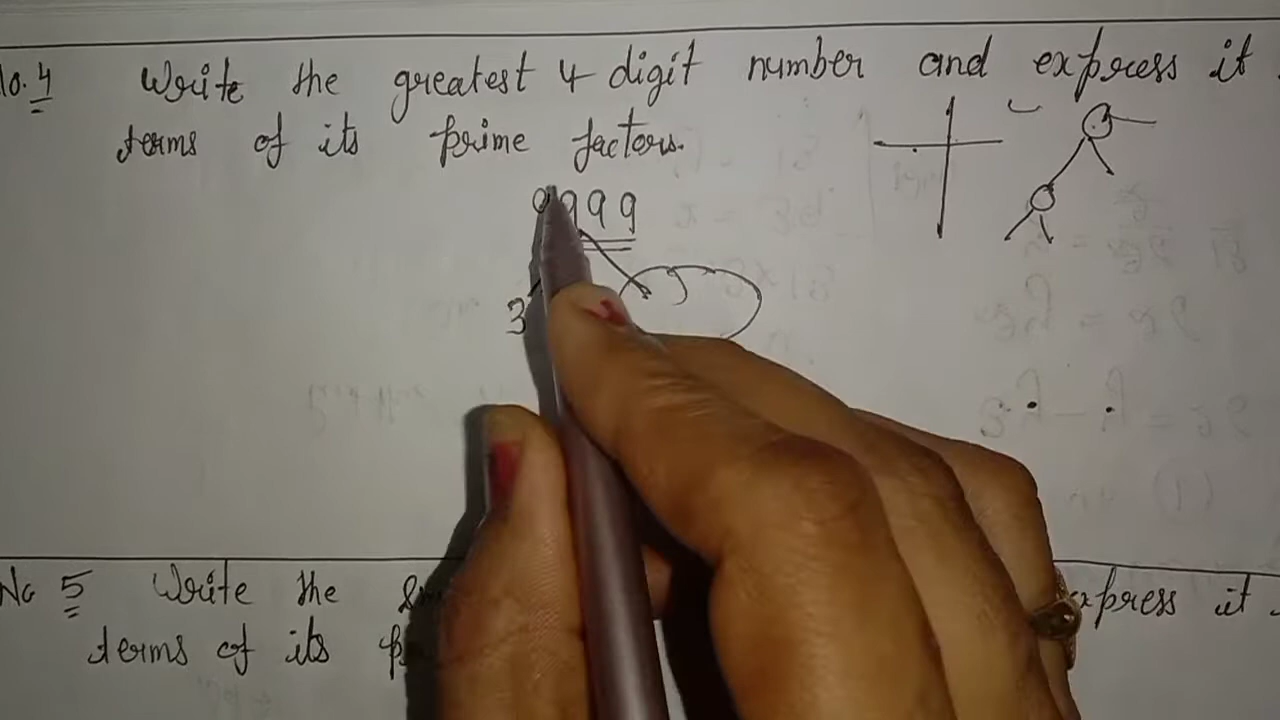 No. 4 Write the greatest 4 digit number and express it
terms of its prime factors.
9999
3
No 5 Write the express it
terms of its